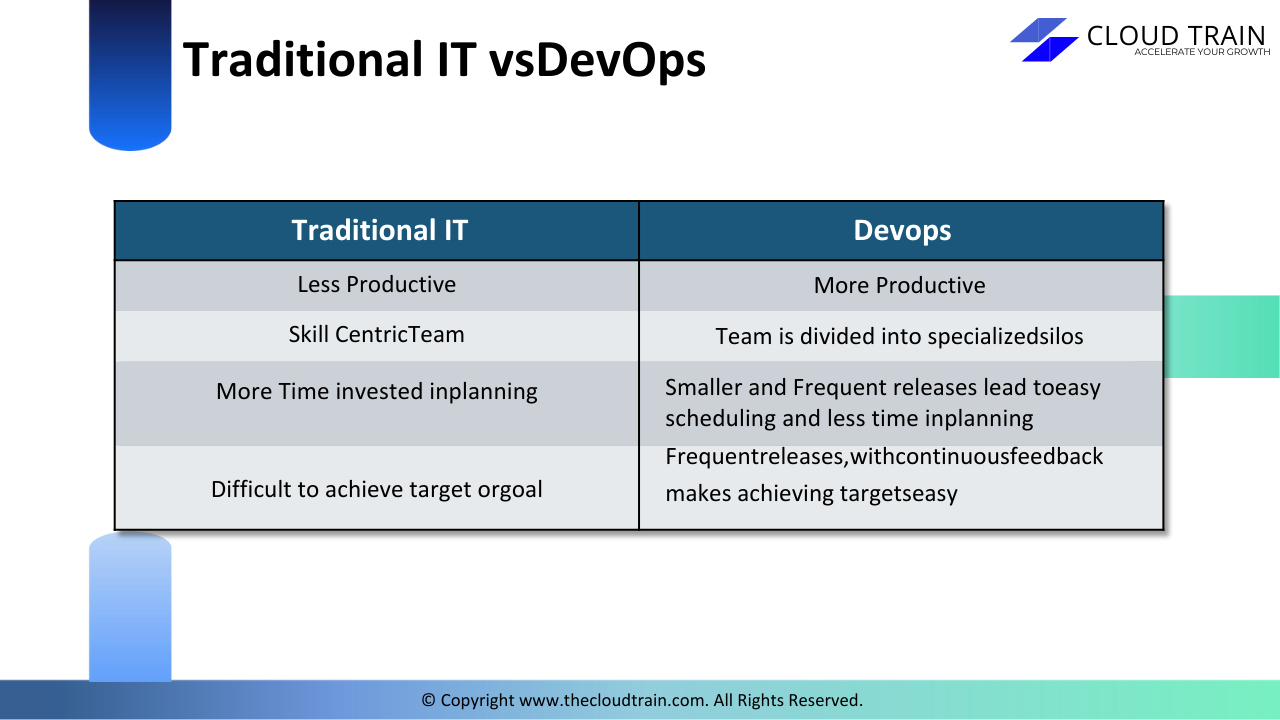 Traditional IT vsDevOps
CLOUD TRAIN
ACCELERATE YOUR GROWTH
Traditional IT
Devops
Less Productive
More Productive
Skill CentricTeam
Team is divided into specializedsilos
More Time invested inplanning
Smaller and Frequent releases lead toeasy
scheduling and less time inplanning
Difficult to achieve target orgoal
Frequentreleases,withcontinuousfeedback
makes achieving targetseasy
© Copyright www.thecloudtrain.com. All Rights Reserved.